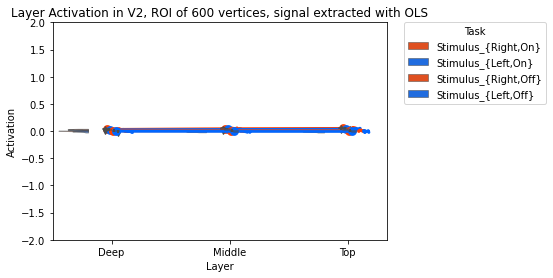 Layer Activation in V2, ROI of 600 vertices, signal extracted with OLS
Task
Stimulus_{Right,On}
Stimulus_{Left,On}
Stimulus_{Right,Off}
Stimulus_{Left,Off}
2.0
1.5
1.0
0.5
0.0
−0.5
−1.0
−1.5
−2.0
Activation
Deep
Middle
Top
Layer